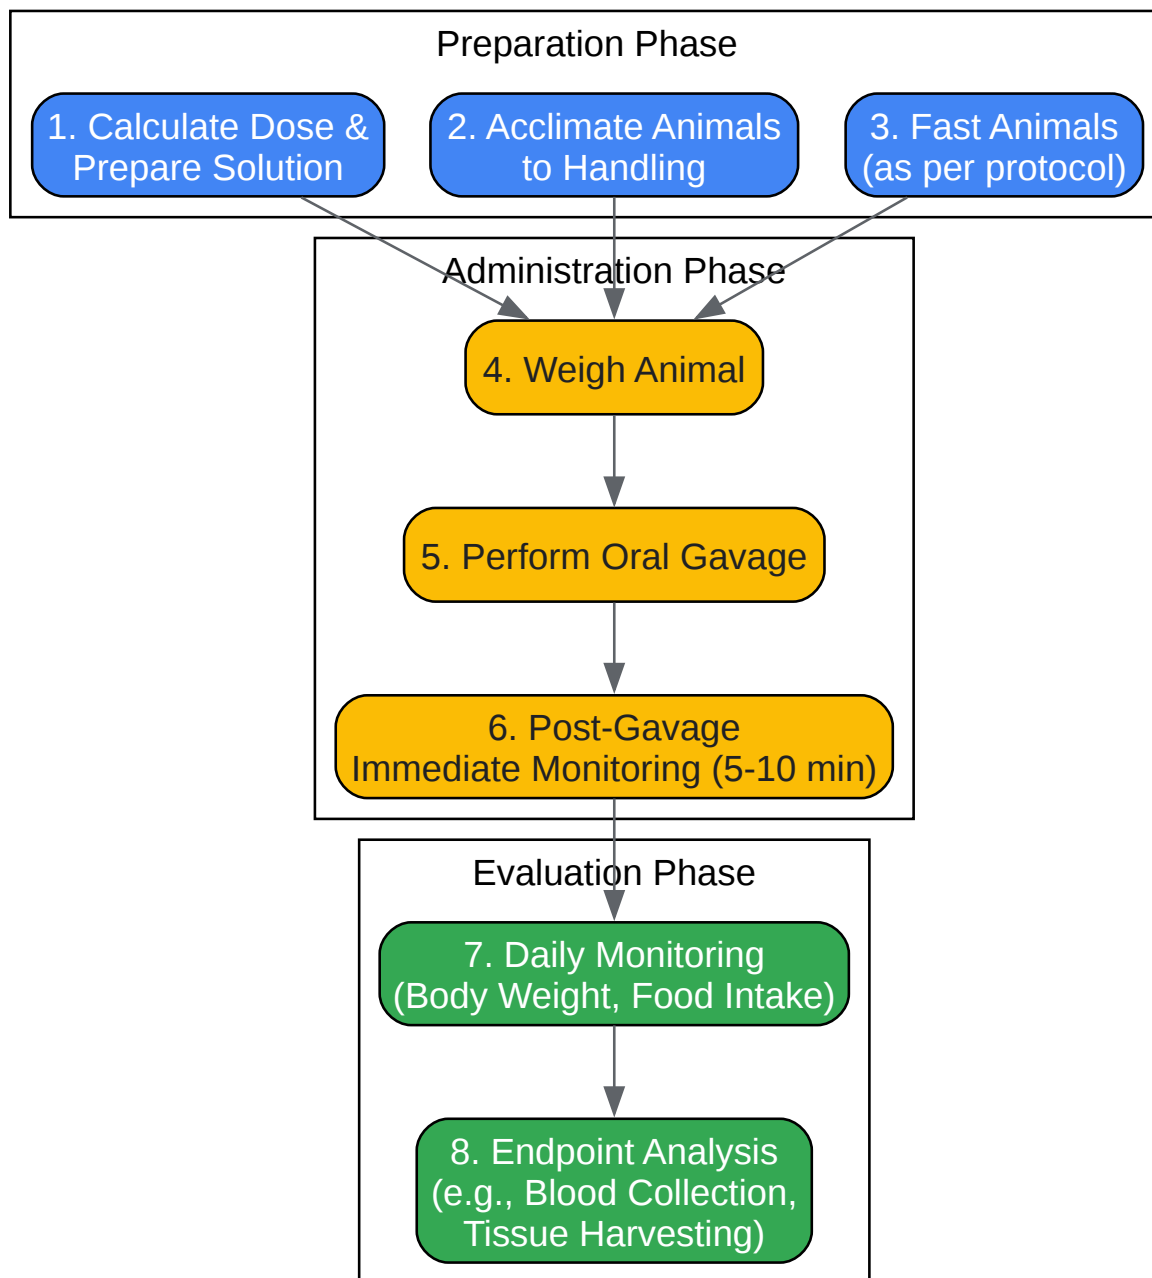 Preparation Phase
1. Calculate Dose &
Prepare Solution
2. Acclimate Animals
to Handling
3. Fast Animals
(as per protocol)
Administration Phase
4. Weigh Animal
5. Perform Oral Gavage
6. Post-Gavage
Immediate Monitoring (5-10 min)
Evaluation Phase
7. Daily Monitoring
(Body Weight, Food Intake)
8. Endpoint Analysis
(e.g., Blood Collection,
Tissue Harvesting)